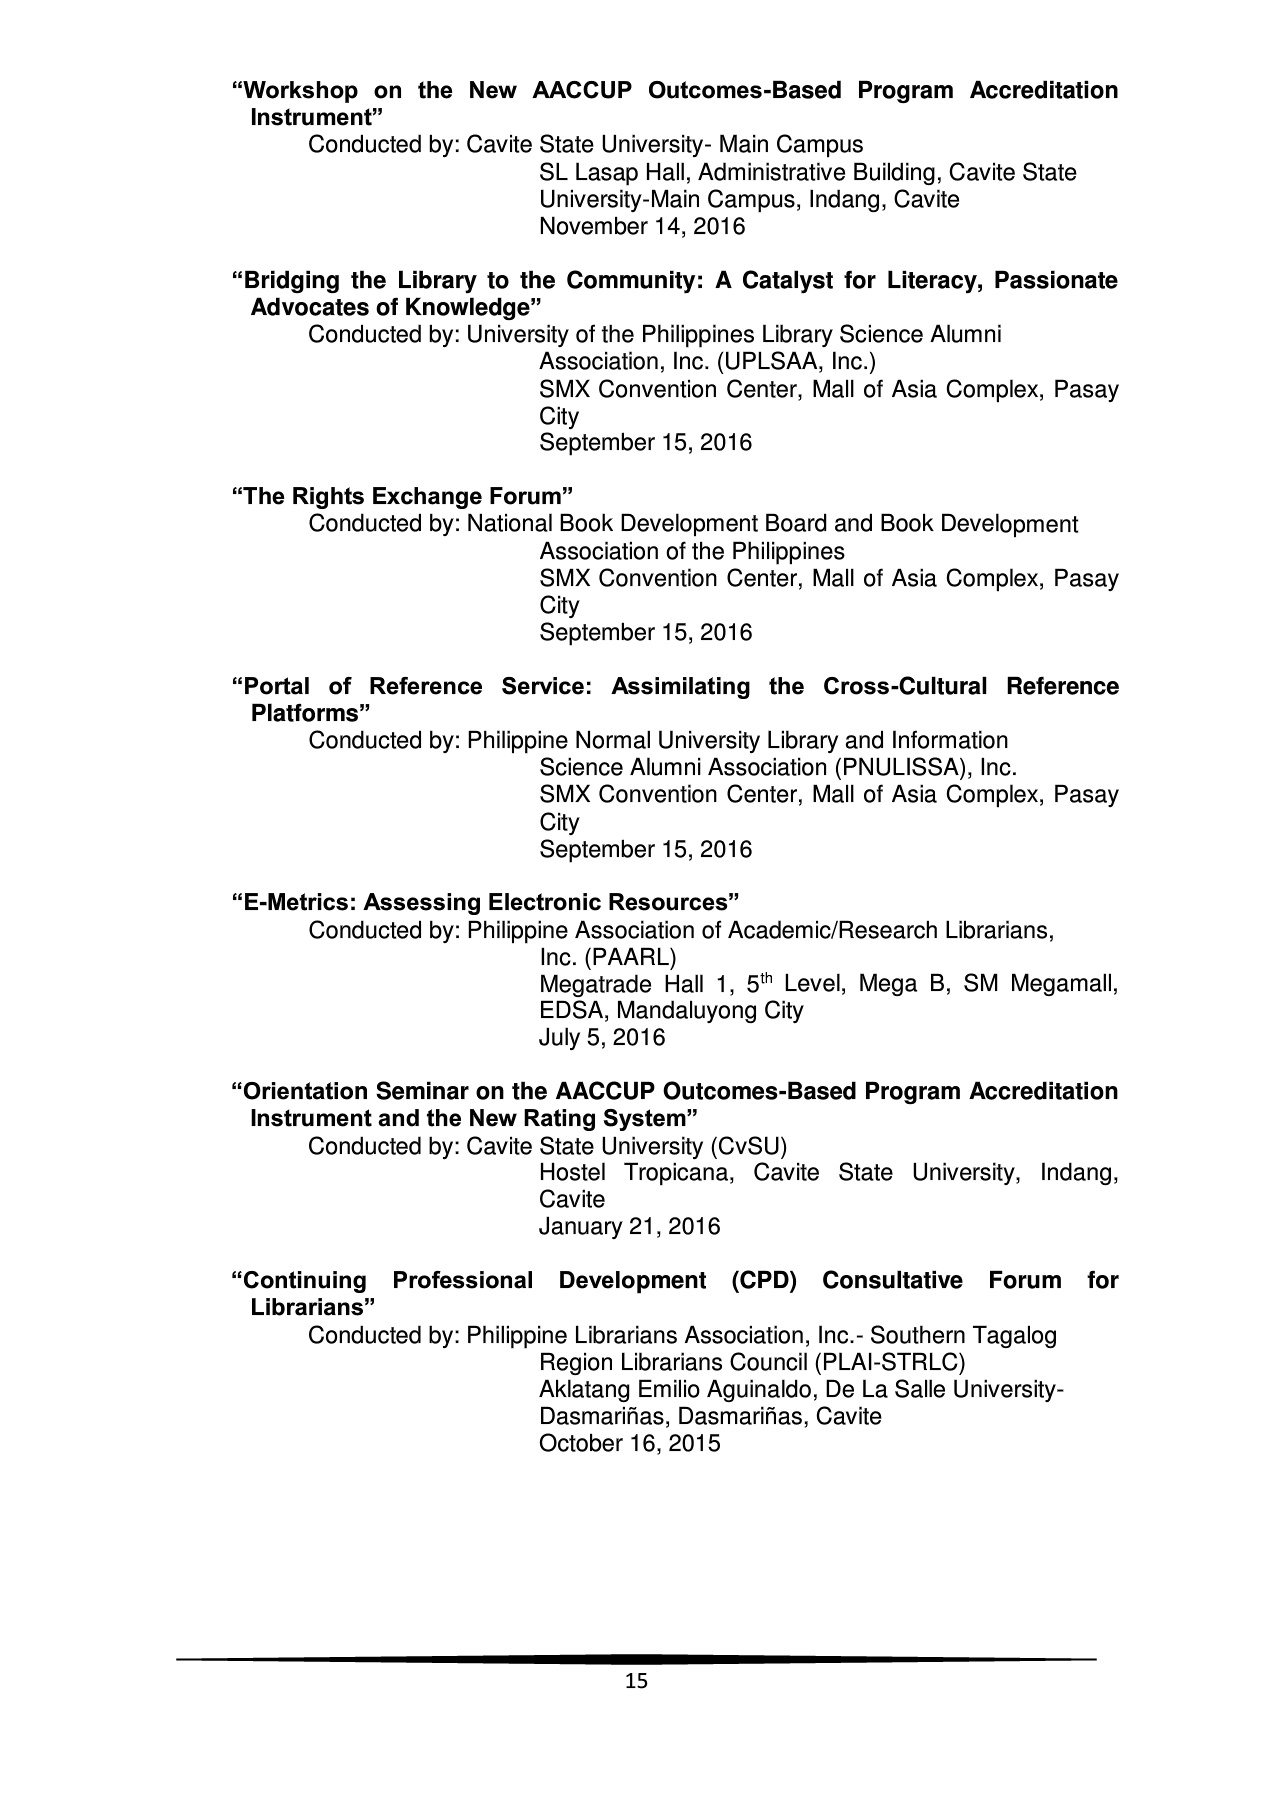 “Workshop on the New AACCUP Outcomes-Based Program Accreditation
Instrument”
Conducted by: Cavite State University- Main Campus
SL Lasap Hall, Administrative Building, Cavite State
University-Main Campus, Indang, Cavite
November 14, 2016
“Bridging the Library to the Community: A Catalyst for Literacy, Passionate
Advocates of Knowledge”
Conducted by: University of the Philippines Library Science Alumni
Association, Inc. (UPLSAA, Inc.)
SMX Convention Center, Mall of Asia Complex, Pasay
City
September 15, 2016
“The Rights Exchange Forum”
Conducted by: National Book Development Board and Book Development
Association of the Philippines
SMX Convention Center, Mall of Asia Complex, Pasay
City
September 15, 2016
“Portal of Reference Service: Assimilating the Cross-Cultural Reference
Platforms”
Conducted by: Philippine Normal University Library and Information
Science Alumni Association (PNULISSA), Inc.
SMX Convention Center, Mall of Asia Complex, Pasay
City
September 15, 2016
“E-Metrics: Assessing Electronic Resources”
Conducted by: Philippine Association of Academic/Research Librarians,
Inc. (PAARL)
Megatrade Hall 1, 5th Level, Mega B, SM Megamall,
EDSA, Mandaluyong City
July 5, 2016
“Orientation Seminar on the AACCUP Outcomes-Based Program Accreditation
Instrument and the New Rating System”
Conducted by: Cavite State University (CvSU)
Hostel Tropicana, Cavite State University, Indang,
Cavite
January 21, 2016
“Continuing Professional Development (CPD) Consultative Forum for
Librarians”
Conducted by: Philippine Librarians Association, Inc.- Southern Tagalog
Region Librarians Council (PLAI-STRLC)
Aklatang Emilio Aguinaldo, De La Salle University-
Dasmariñas, Dasmariñas, Cavite
October 16, 2015
15